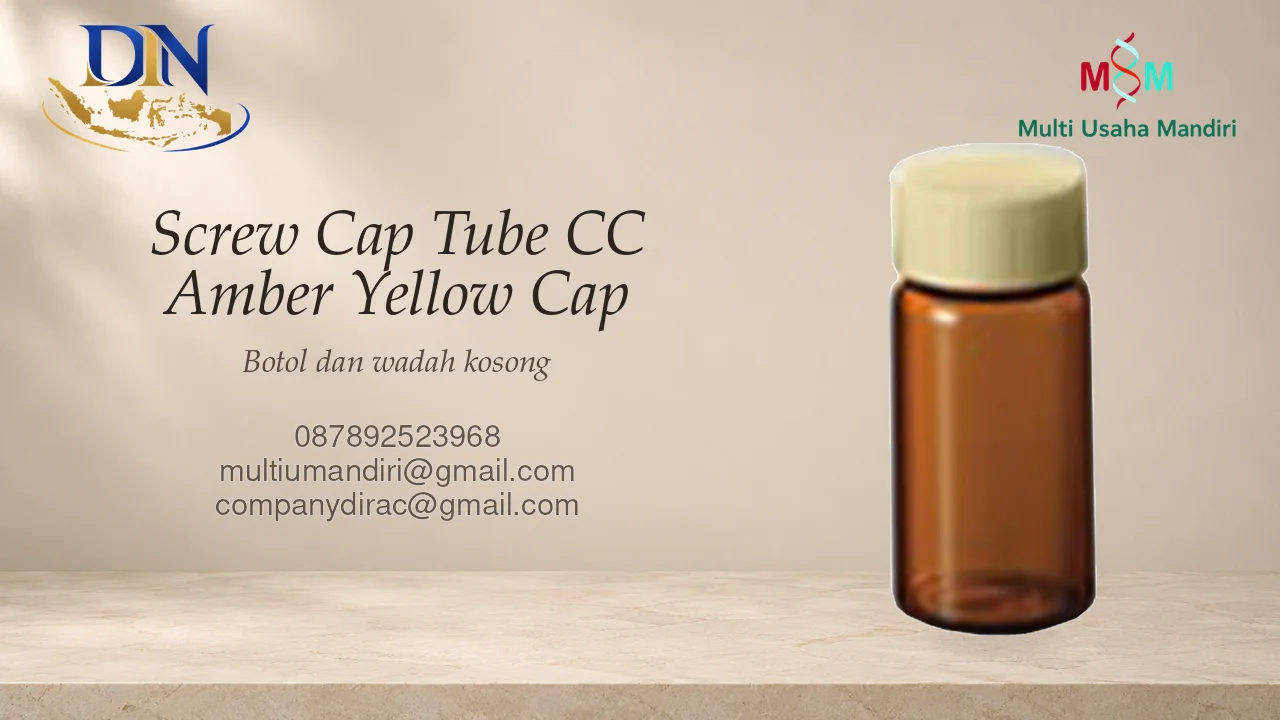 DN
M M
Multi Usaha Mandiri
Screw Cap Tube CC
Amber Yellow Cap
Botol dan wadah kosong
087892523968
multiumandiri@gmail.com
companydirac@gmail.com